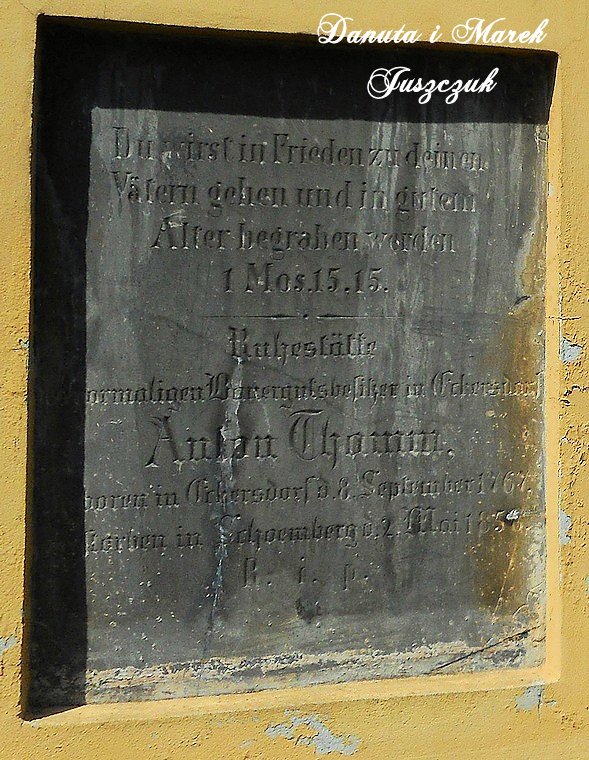 Danuta i Marek
Juszczuk
Du wirst in Frieden zu deinen
Vätern gehen und in gutem
Alter begraben werden
1 Mos. 15. 15.
Ruhestätte
ormaligen Bauergutsbesitzer in Eckersdorf
Anton Thomm.
boren in Eckersdorf d. 8. September 1767.
storben in Schoemberg d. 2. Mai
R. i. p.